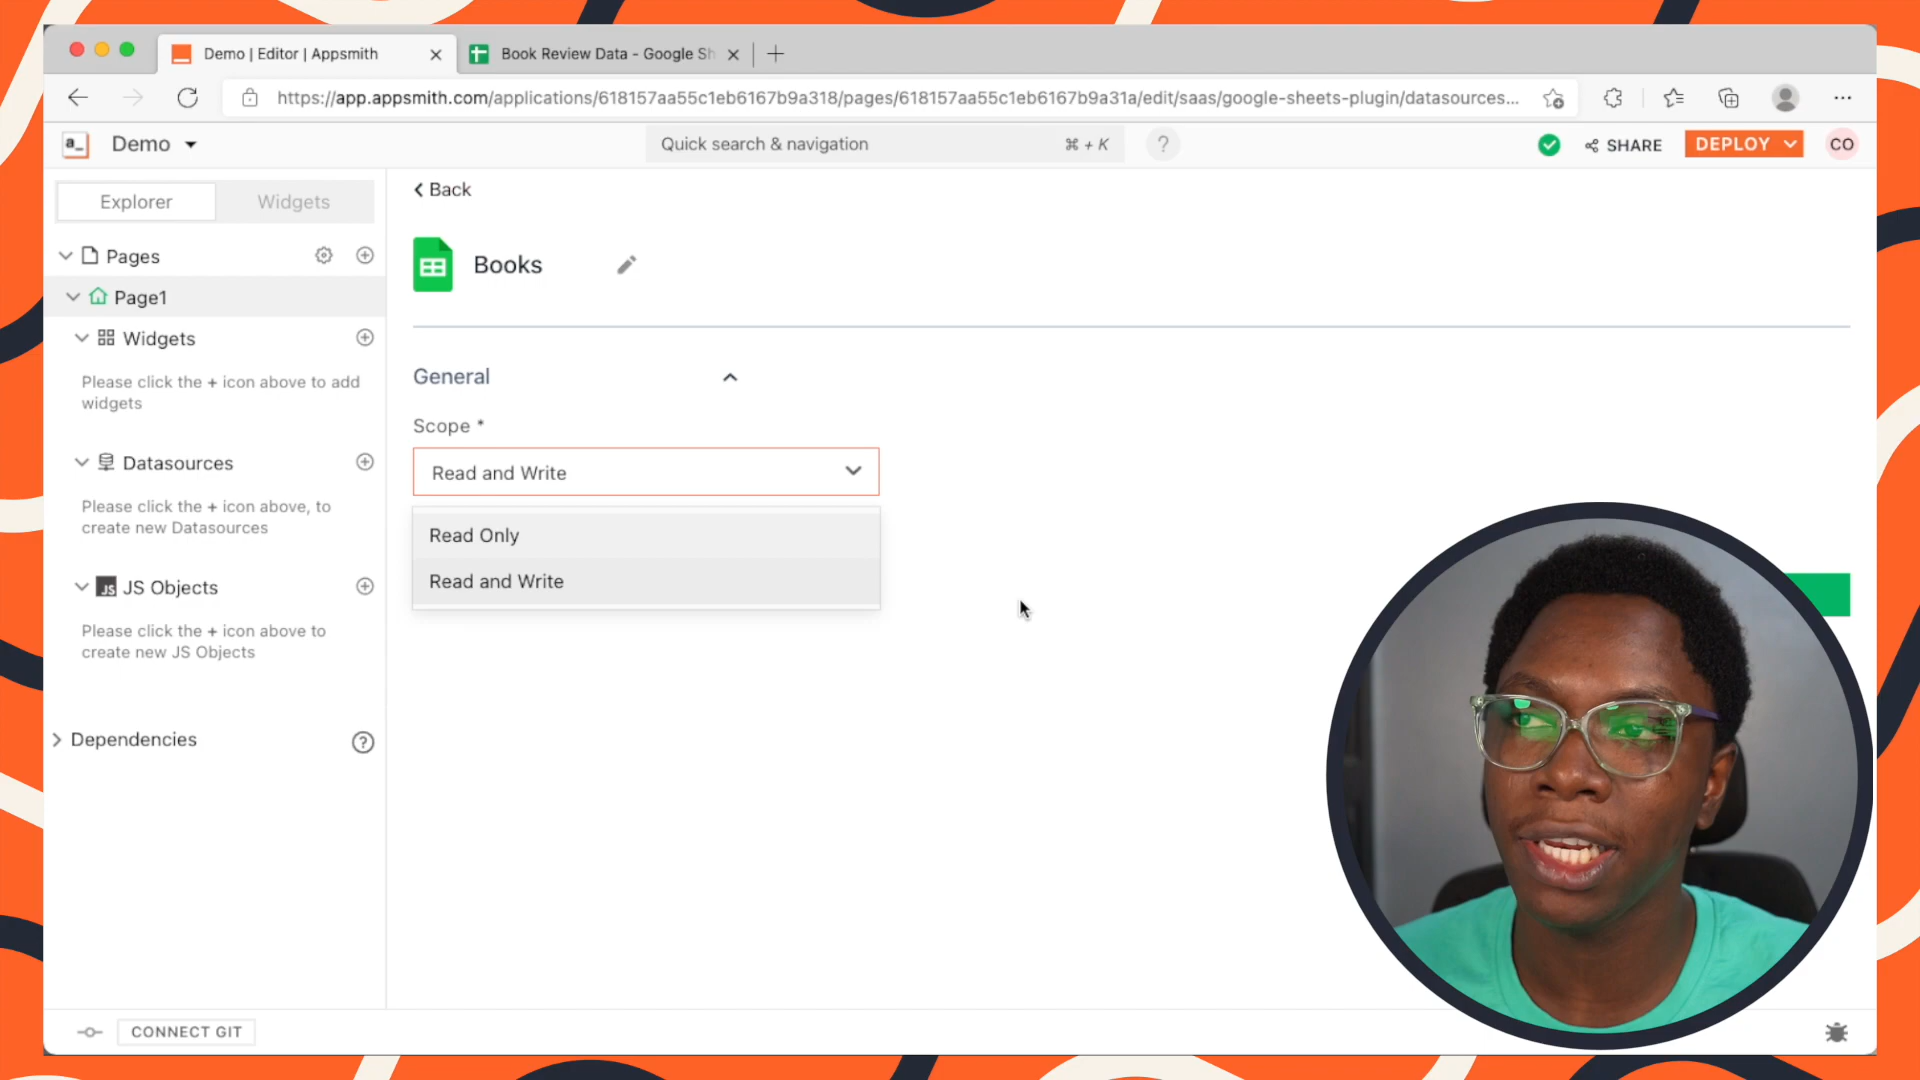 Demo | Editor | Appsmith
Book Review Data - Google Sh
https://app.appsmith.com/applications/618157aa55c1eb6167b9a318/pages/618157aa55c1eb6167b9a31a/edit/saas/google-sheets-plugin/datasources...
a_
Demo
Quick search & navigation
⌘ + K
?
SHARE
DEPLOY
CO
Explorer
Widgets
Back
Pages
Books
Page1
Widgets
Please click the + icon above to add
widgets
General
Scope *
Read and Write
Datasources
Please click the + icon above, to
create new Datasources
Read Only
Read and Write
JS
JS Objects
Please click the + icon above to
create new JS Objects
Dependencies
?
CONNECT GIT